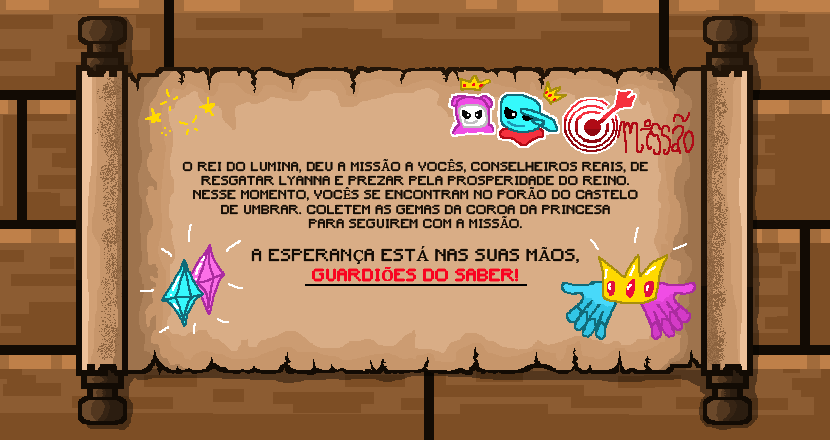 missão
O REI DO LUMINA, DEU A MISSÃO A VOCÊS, CONSELHEIROS REAIS, DE
RESGATAR LYANNA E PREZAR PELA PROSPERIDADE DO REINO.
NESSE MOMENTO, VOCÊS SE ENCONTRAM NO PORÃO DO CASTELO
DE UMBRAR. COLETEM AS GEMAS DA COROA DA PRINCESA
PARA SEGUIREM COM A MISSÃO.
A ESPERANÇA ESTÁ NAS SUAS MÃOS,
GUARDIÕES DO SABER!